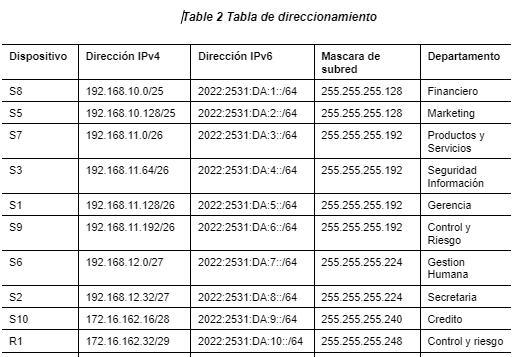 Table 2 Tabla de direccionamiento
Dispositivo Dirección IPv4 Dirección IPv6 Mascara de subred Departamento
S8 192.168.10.0/25 2022:2531:DA:1::/64 255.255.255.128 Financiero
S5 192.168.10.128/25 2022:2531:DA:2::/64 255.255.255.128 Marketing
S7 192.168.11.0/26 2022:2531:DA:3::/64 255.255.255.192 Productos y Servicios
S3 192.168.11.64/26 2022:2531:DA:4::/64 255.255.255.192 Seguridad Información
S1 192.168.11.128/26 2022:2531:DA:5::/64 255.255.255.192 Gerencia
S9 192.168.11.192/26 2022:2531:DA:6::/64 255.255.255.192 Control y Riesgo
S6 192.168.12.0/27 2022:2531:DA:7::/64 255.255.255.224 Gestion Humana
S2 192.168.12.32/27 2022:2531:DA:8::/64 255.255.255.224 Secretaria
S10 172.16.162.16/28 2022:2531:DA:9::/64 255.255.255.240 Credito
R1 172.16.162.32/29 2022:2531:DA:10::/64 255.255.255.248 Control y riesgo